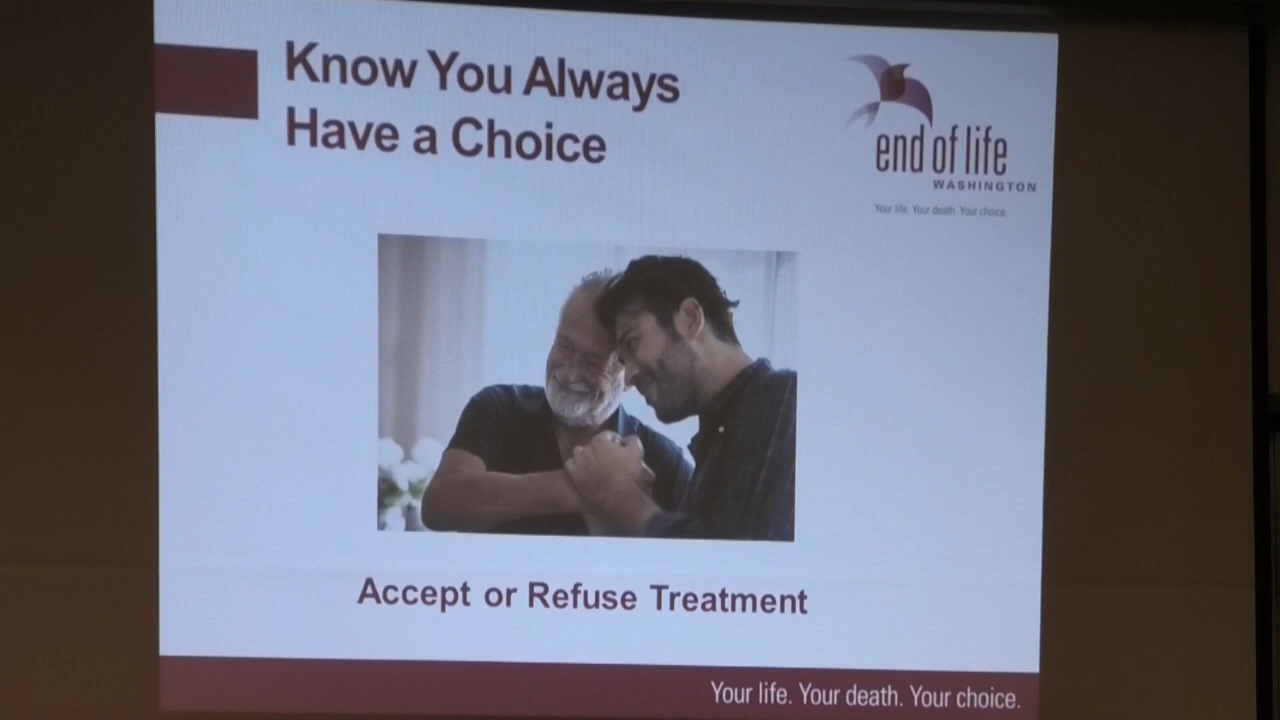 Know You Always
Have a Choice
end of life
WASHINGTON
Your life. Your death. Your choice.
Accept or Refuse Treatment
Your life. Your death. Your choice.